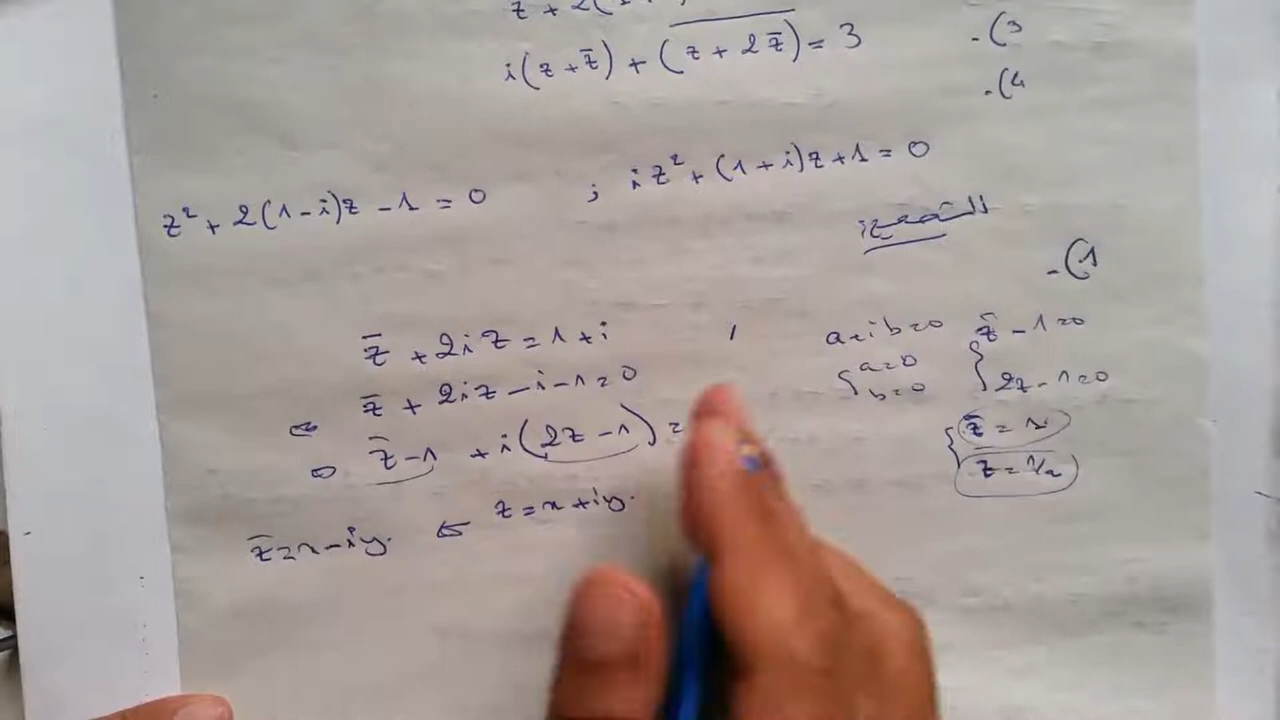 z + 2(
i(z + z̄) + (‾z + 2z̄‾) = 3 -(3
-(4
z² + 2(1-i)z - 1 = 0 ; iz² + (1+i)z + 1 = 0
-(1
z̄ + 2iz = 1 + i
⇔ z̄ + 2iz - i - 1 = 0
⇔ z̄ - 1 + i(2z - 1) =
z̄ = x - iy. ⇐ z = x + iy.
a + ib = 0
{ a = 0
b = 0
z̄ - 1 = 0
{ 2z - 1 = 0
{ z̄ = 1
z = 1/2